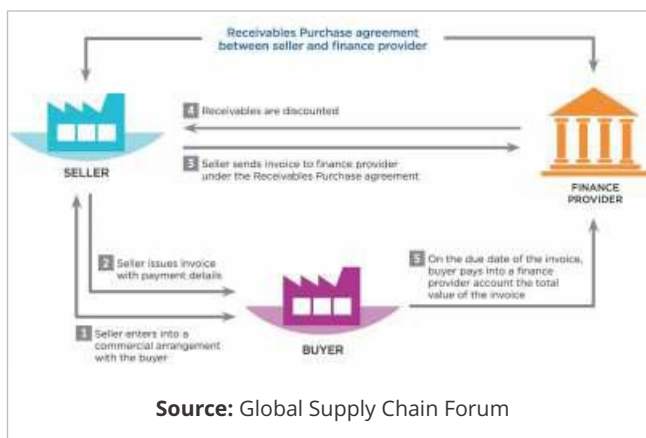 Receivables Purchase agreement
between seller and finance provider
4 Receivables are discounted
3 Seller sends invoice to finance provider
under the Receivables Purchase agreement
SELLER
FINANCE
PROVIDER
2 Seller issues invoice
with payment details
5 On the due date of the invoice,
buyer pays into a finance
provider account the total
value of the invoice
1 Seller enters into a
commercial arrangement
with the buyer
BUYER
Source: Global Supply Chain Forum